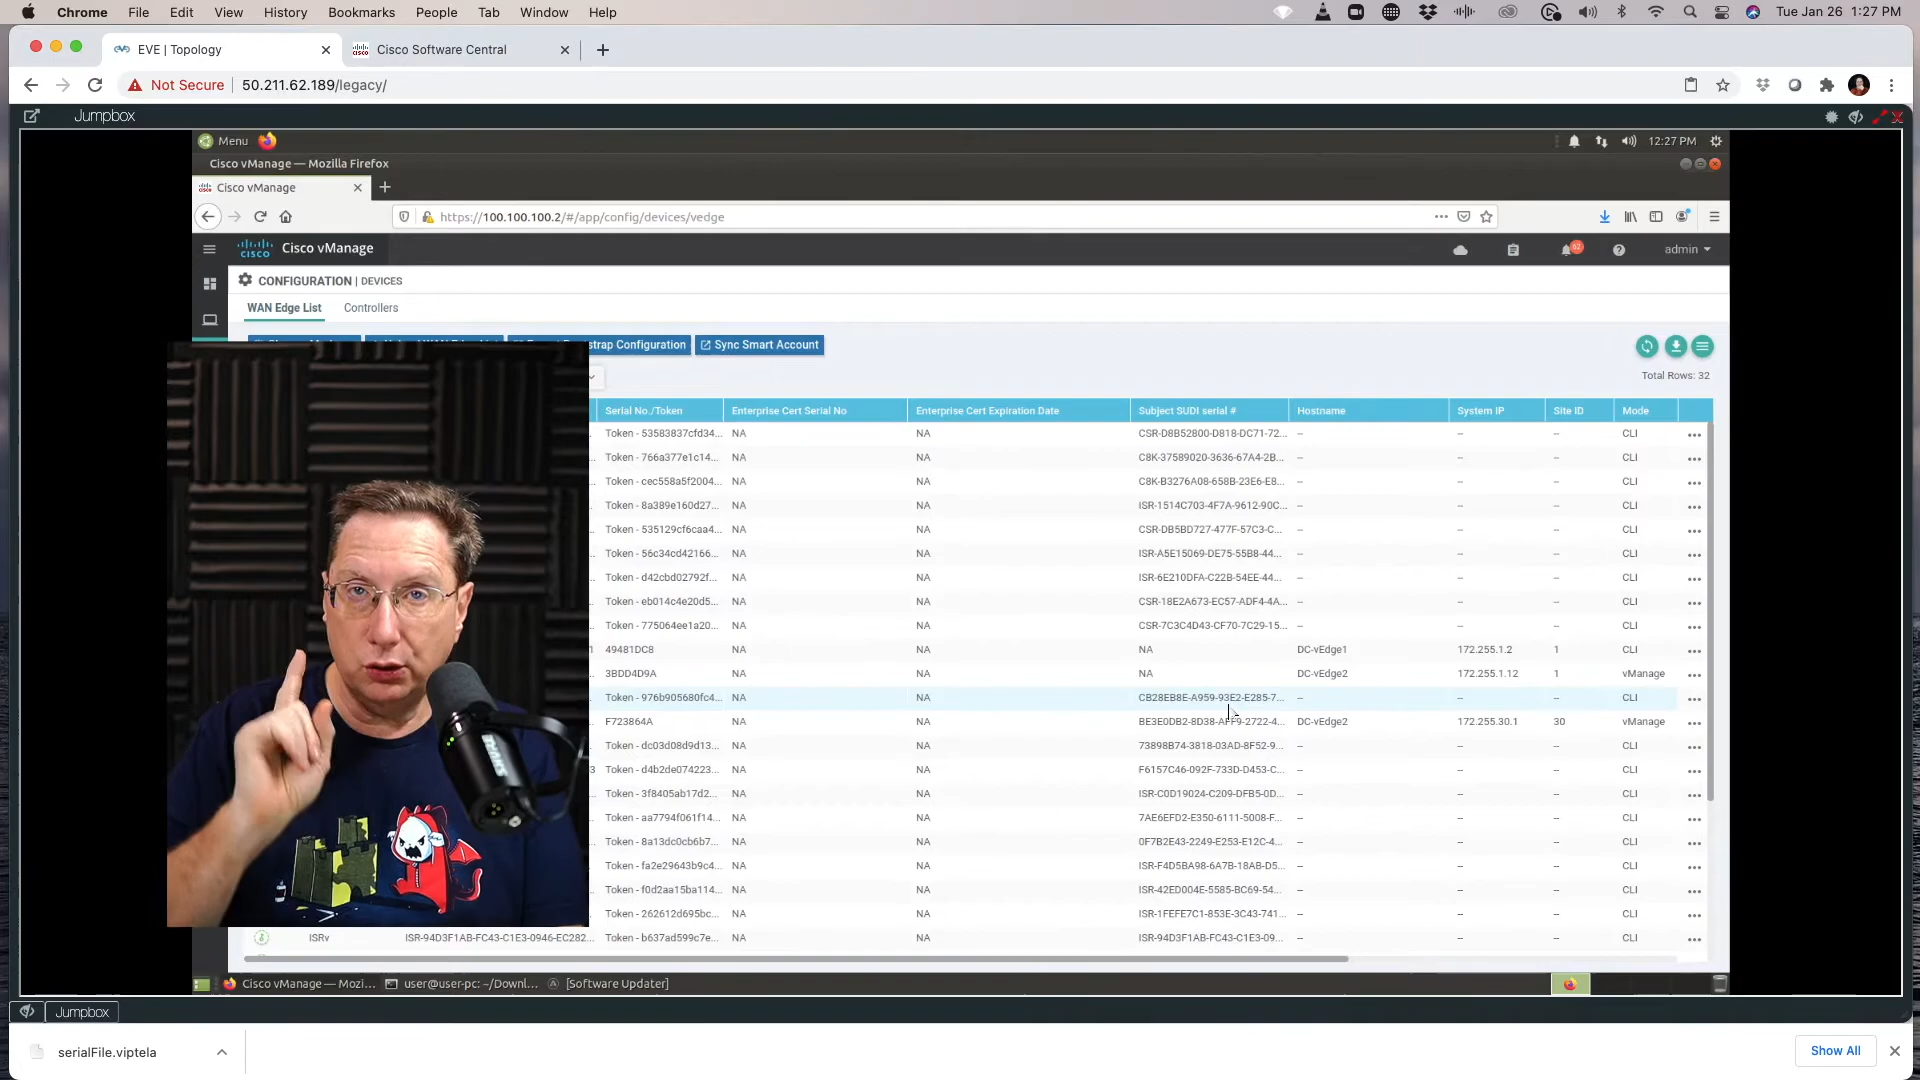 Chrome File Edit View History Bookmarks People Tab Window Help Tue Jan 26 1:27 PM
EVE | Topology Cisco Software Central
Not Secure 50.211.62.189/legacy/
Jumpbox
Menu 12:27 PM
Cisco vManage — Mozilla Firefox
Cisco vManage
https://100.100.100.2/#/app/config/devices/vedge
cisco Cisco vManage 62 admin
CONFIGURATION | DEVICES
WAN Edge List Controllers
strap Configuration Sync Smart Account
Total Rows: 32
Serial No./Token Enterprise Cert Serial No Enterprise Cert Expiration Date Subject SUDI serial # Hostname System IP Site ID Mode
Token - 53583837cfd34... NA NA CSR-D8B52800-D818-DC71-72... -- -- -- CLI
Token - 766a377e1c14... NA NA C8K-37589020-3636-67A4-2B... -- -- -- CLI
Token - cec558a5f2004... NA NA C8K-B3276A08-658B-23E6-E8... -- -- -- CLI
Token - 8a389e160d27... NA NA ISR-1514C703-4F7A-9612-90C... -- -- -- CLI
Token - 535129cf6caa4... NA NA CSR-DB5BD727-477F-57C3-C... -- -- -- CLI
Token - 56c34cd42166... NA NA ISR-A5E15069-DE75-55B8-44... -- -- -- CLI
Token - d42cbd02792f... NA NA ISR-6E210DFA-C22B-54EE-44... -- -- -- CLI
Token - eb014c4e20d5... NA NA CSR-18E2A673-EC57-ADF4-4A... -- -- -- CLI
Token - 775064ee1a20... NA NA CSR-7C3C4D43-CF70-7C29-15... -- -- -- CLI
1 49481DC8 NA NA NA DC-vEdge1 172.255.1.2 1 CLI
3BDD4D9A NA NA NA DC-vEdge2 172.255.1.12 1 vManage
Token - 976b905680fc4... NA NA CB28EB8E-A959-93E2-E285-7... -- -- -- CLI
F723864A NA NA BE3E0DB2-8D38-AFF9-2722-4... DC-vEdge2 172.255.30.1 30 vManage
Token - dc03d08d9d13... NA NA 73898B74-3818-03AD-8F52-9... -- -- -- CLI
3 Token - d4b2de074223... NA NA F6157C46-092F-733D-D453-C... -- -- -- CLI
Token - 3f8405ab17d2... NA NA ISR-C0D19024-C209-DFB5-0D... -- -- -- CLI
Token - aa7794f061f14... NA NA 7AE6EFD2-E350-6111-5008-F... -- -- -- CLI
Token - 8a13dc0cb6b7... NA NA 0F7B2E43-2249-E253-E12C-4... -- -- -- CLI
Token - fa2e29643b9c4... NA NA ISR-F4D5BA98-6A7B-18AB-D5... -- -- -- CLI
Token - f0d2aa15ba114... NA NA ISR-42ED004E-5585-BC69-54... -- -- -- CLI
Token - 262612d695bc... NA NA ISR-1FEFE7C1-853E-3C43-741... -- -- -- CLI
ISRv ISR-94D3F1AB-FC43-C1E3-0946-EC282... Token - b637ad599c7e... NA NA ISR-94D3F1AB-FC43-C1E3-09... -- -- -- CLI
Cisco vManage — Mozi... user@user-pc: ~/Downl... [Software Updater]
Jumpbox
serialFile.viptela Show All